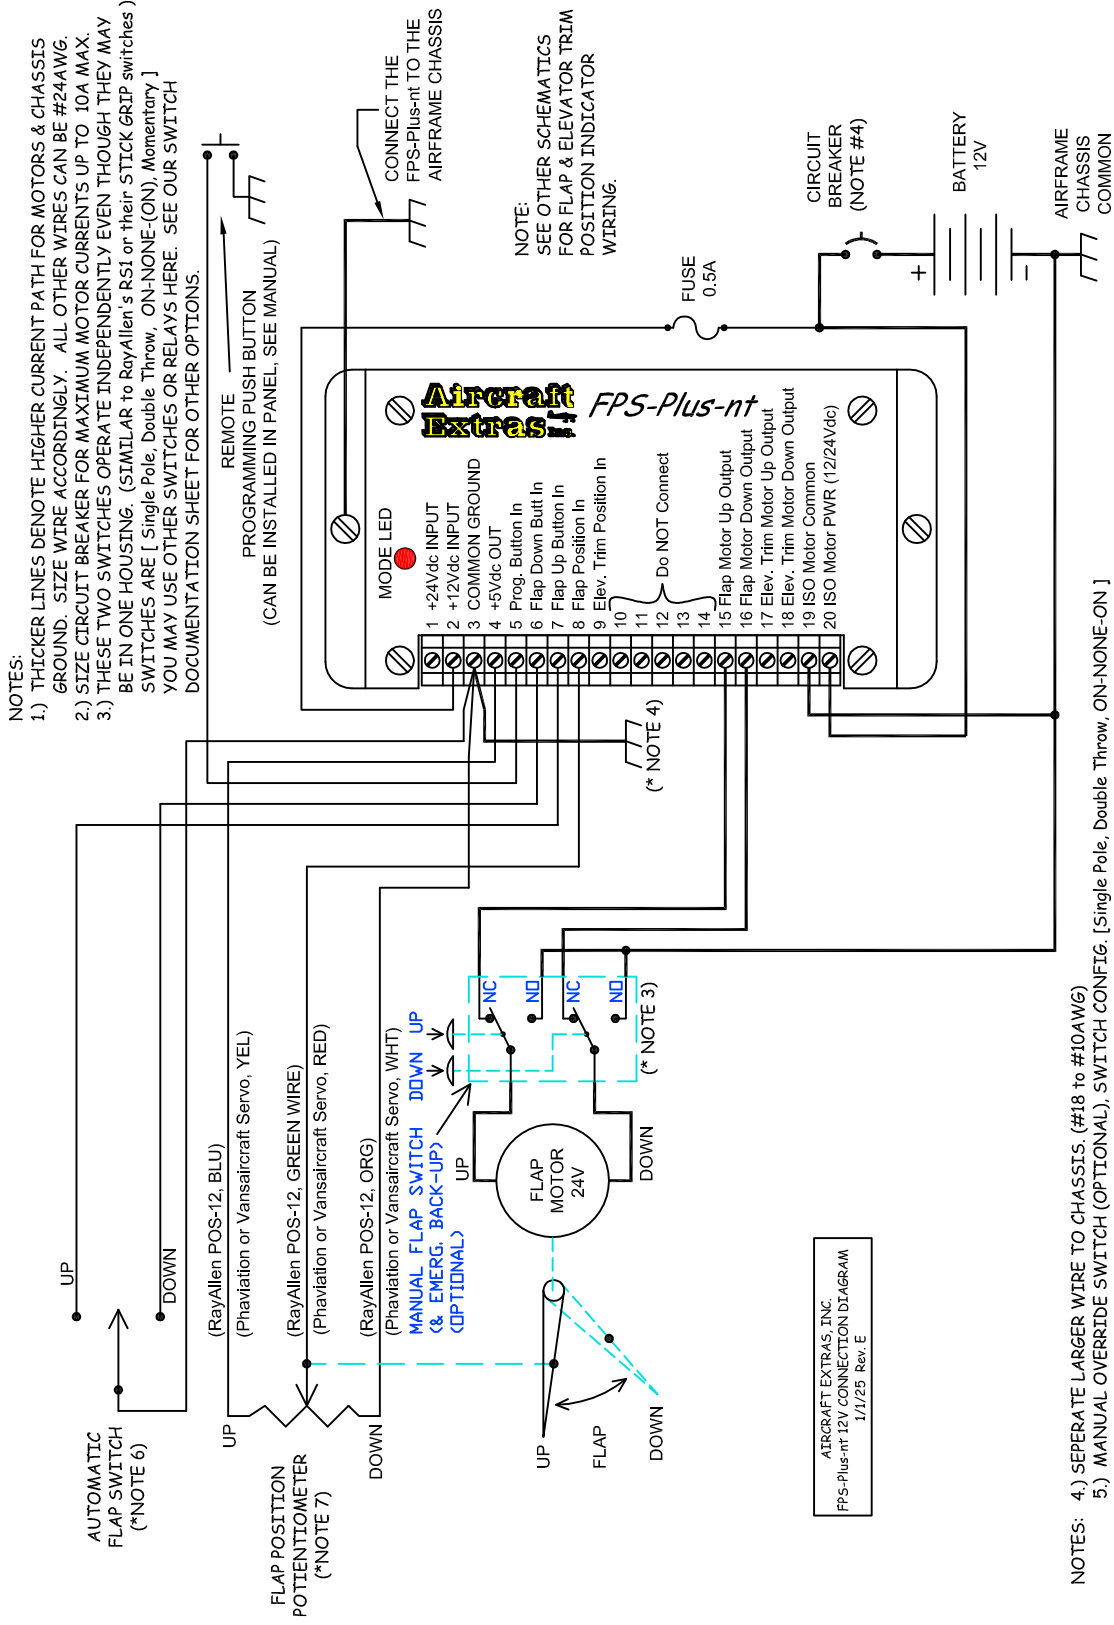 NOTES:
1.) THICKER LINES DENOTE HIGHER CURRENT PATH FOR MOTORS & CHASSIS
GROUND. SIZE WIRE ACCORDINGLY. ALL OTHER WIRES CAN BE #24AWG.
2.) SIZE CIRCUIT BREAKER FOR MAXIMUM MOTOR CURRENTS UP TO 10A MAX.
3.) THESE TWO SWITCHES OPERATE INDEPENDENTLY EVEN THOUGH THEY MAY
BE IN ONE HOUSING. (SIMILAR to RayAllen's RS1 or their STICK GRIP switches )
SWITCHES ARE [ Single Pole, Double Throw, ON-NONE-(ON), Momentary ]
YOU MAY USE OTHER SWITCHES OR RELAYS HERE. SEE OUR SWITCH
DOCUMENTATION SHEET FOR OTHER OPTIONS.
REMOTE
PROGRAMMING PUSH BUTTON
(CAN BE INSTALLED IN PANEL, SEE MANUAL)
CONNECT THE
FPS-Plus-nt TO THE
AIRFRAME CHASSIS
NOTE:
SEE OTHER SCHEMATICS
FOR FLAP & ELEVATOR TRIM
POSITION INDICATOR
WIRING.
FUSE
0.5A
CIRCUIT
BREAKER
(NOTE #4)
BATTERY
12V
+
–
AIRFRAME
CHASSIS
COMMON
MODE LED
Aircraft
Extras
Inc.
FPS-Plus-nt
1 +24Vdc INPUT
2 +12Vdc INPUT
3 COMMON GROUND
4 +5Vdc OUT
5 Prog. Button In
6 Flap Down Butt In
7 Flap Up Button In
8 Flap Position In
9 Elev. Trim Position In
10
11
12 Do NOT Connect
13
14
15 Flap Motor Up Output
16 Flap Motor Down Output
17 Elev. Trim Motor Up Output
18 Elev. Trim Motor Down Output
19 ISO Motor Common
20 ISO Motor PWR (12/24Vdc)
(* NOTE 4)
UP
DOWN
AUTOMATIC
FLAP SWITCH
(*NOTE 6)
(RayAllen POS-12, BLU)
(Phaviation or Vansaircraft Servo, YEL)
(RayAllen POS-12, GREEN WIRE)
(Phaviation or Vansaircraft Servo, RED)
(RayAllen POS-12, ORG)
(Phaviation or Vansaircraft Servo, WHT)
UP
DOWN
FLAP POSITION
POTIENTIOMETER
(*NOTE 7)
MANUAL FLAP SWITCH
(& EMERG. BACK-UP)
(OPTIONAL)
DOWN UP
NC
NO
NC
NO
(* NOTE 3)
UP
DOWN
FLAP
MOTOR
24V
UP
FLAP
DOWN
AIRCRAFT EXTRAS, INC.
FPS-Plus-nt 12V CONNECTION DIAGRAM
1/1/25 Rev. E
NOTES: 4.) SEPERATE LARGER WIRE TO CHASSIS. (#18 to #10AWG)
5.) MANUAL OVERRIDE SWITCH (OPTIONAL), SWITCH CONFIG. [Single Pole, Double Throw, ON-NONE-ON ]